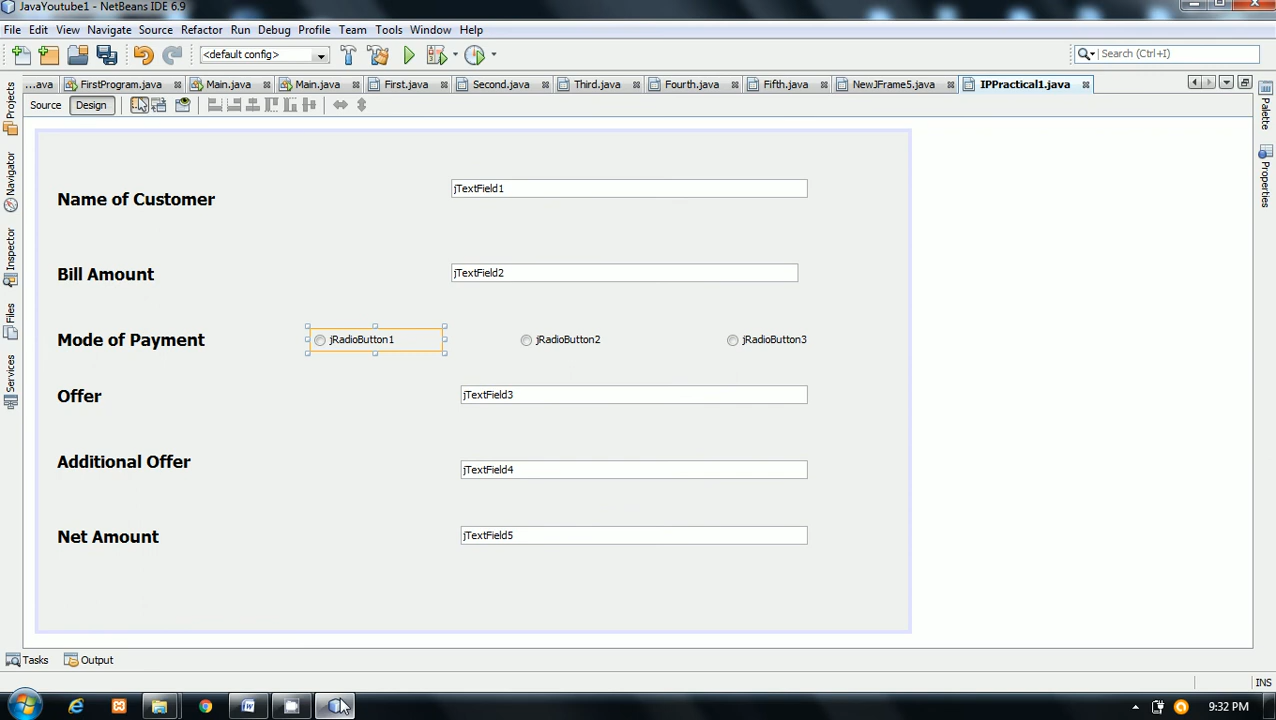 JavaYoutube1 - NetBeans IDE 6.9
File Edit View Navigate Source Refactor Run Debug Profile Team Tools Window Help
<default config>
Search (Ctrl+I)
...ava FirstProgram.java Main.java Main.java First.java Second.java Third.java Fourth.java Fifth.java NewJFrame5.java IPPractical1.java
Source Design
Projects
Navigator
Inspector
Files
Services
Palette
Properties
Name of Customer jTextField1
Bill Amount jTextField2
Mode of Payment jRadioButton1 jRadioButton2 jRadioButton3
Offer jTextField3
Additional Offer jTextField4
Net Amount jTextField5
Tasks Output
INS
9:32 PM